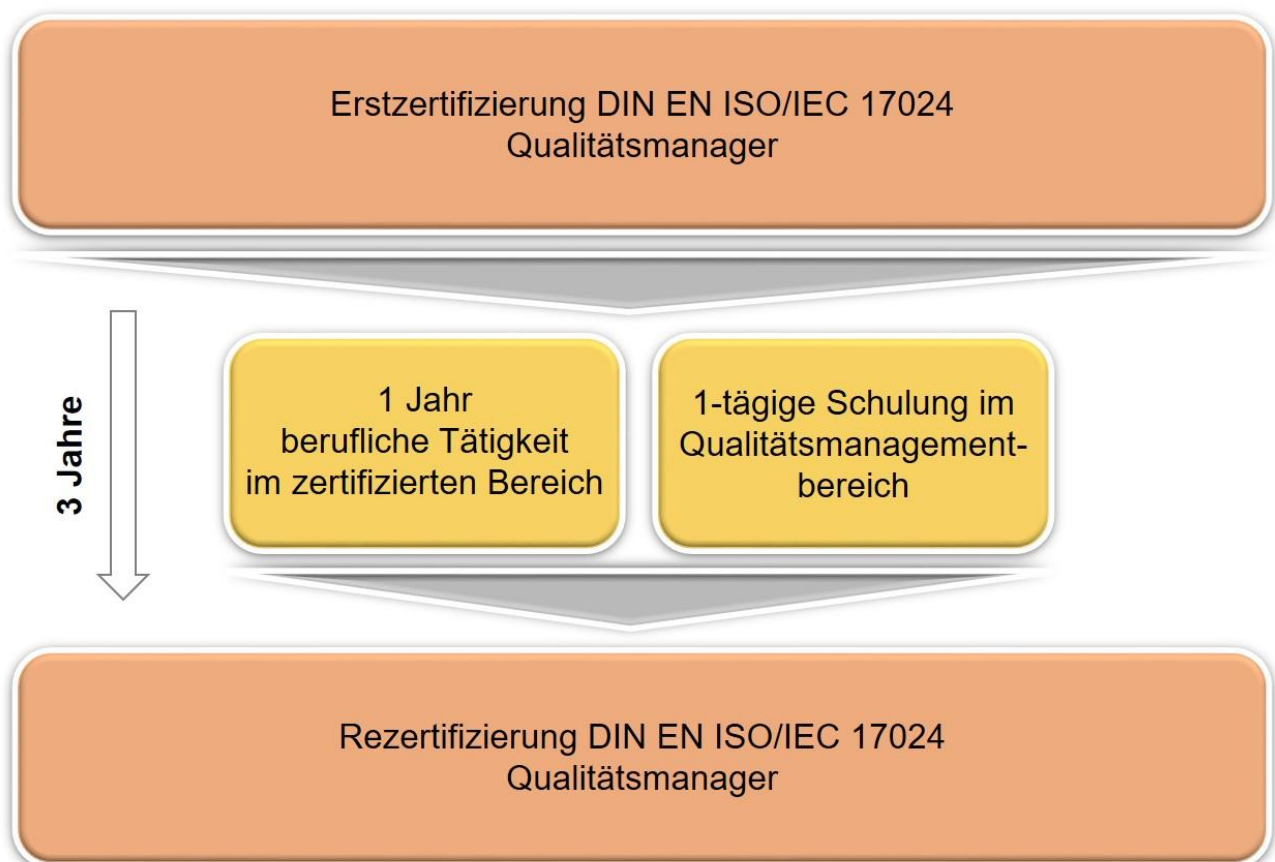 Erstzertifizierung DIN EN ISO/IEC 17024
Qualitätsmanager
3 Jahre
1 Jahr
berufliche Tätigkeit
im zertifizierten Bereich
1-tägige Schulung im
Qualitätsmanagement-
bereich
Rezertifizierung DIN EN ISO/IEC 17024
Qualitätsmanager